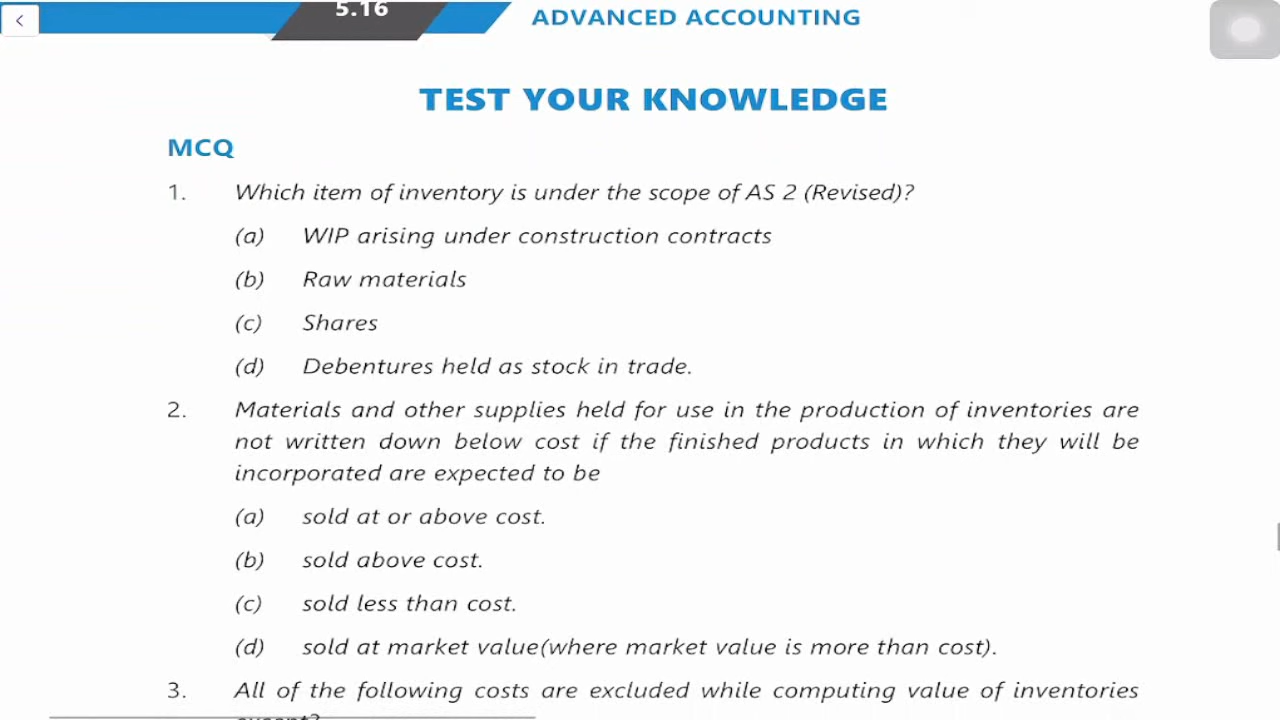 5.16
ADVANCED ACCOUNTING
TEST YOUR KNOWLEDGE
MCQ
1. Which item of inventory is under the scope of AS 2 (Revised)?
(a) WIP arising under construction contracts
(b) Raw materials
(c) Shares
(d) Debentures held as stock in trade.
2. Materials and other supplies held for use in the production of inventories are
not written down below cost if the finished products in which they will be
incorporated are expected to be
(a) sold at or above cost.
(b) sold above cost.
(c) sold less than cost.
(d) sold at market value(where market value is more than cost).
3. All of the following costs are excluded while computing value of inventories